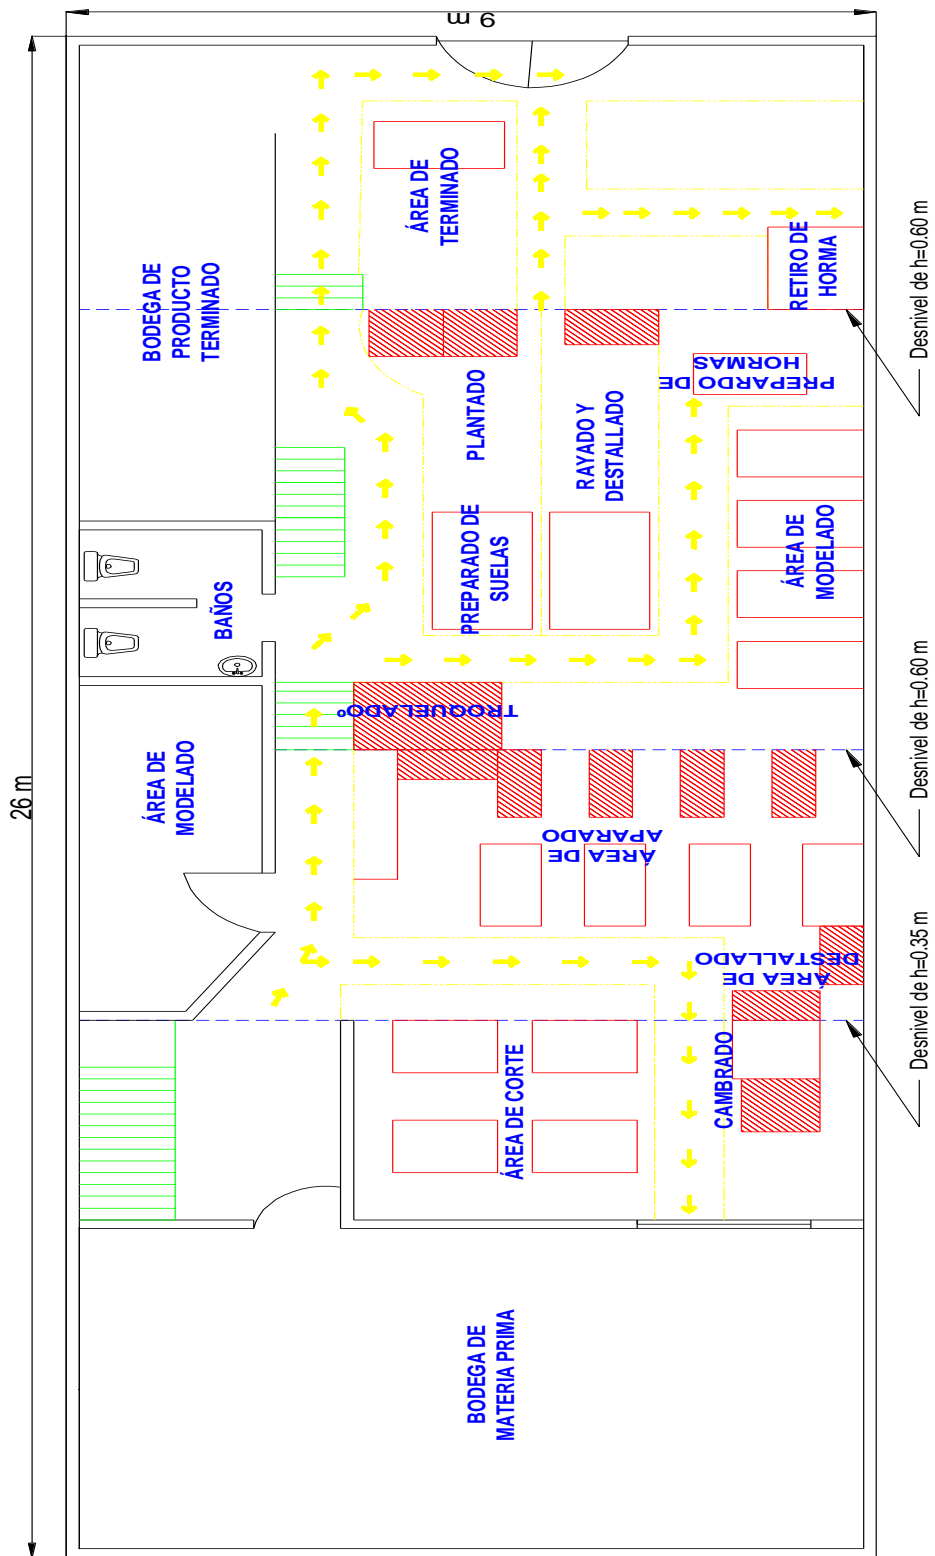 9 m
26 m
BODEGA DE
PRODUCTO
TERMINADO
ÁREA DE
TERMINADO
RETIRO DE
HORMA
Desnivel de h=0.60 m
PREPARDO DE
HORMAS
PLANTADO
RAYADO Y
DESTALLADO
PREPARADO DE
SUELAS
ÁREA DE
MODELADO
BAÑOS
TROQUELADOº
Desnivel de h=0.60 m
ÁREA DE
MODELADO
ÁREA DE
APARADO
ÁREA DE
DESTALLADO
Desnivel de h=0.35 m
CAMBRADO
ÁREA DE CORTE
BODEGA DE
MATERIA PRIMA